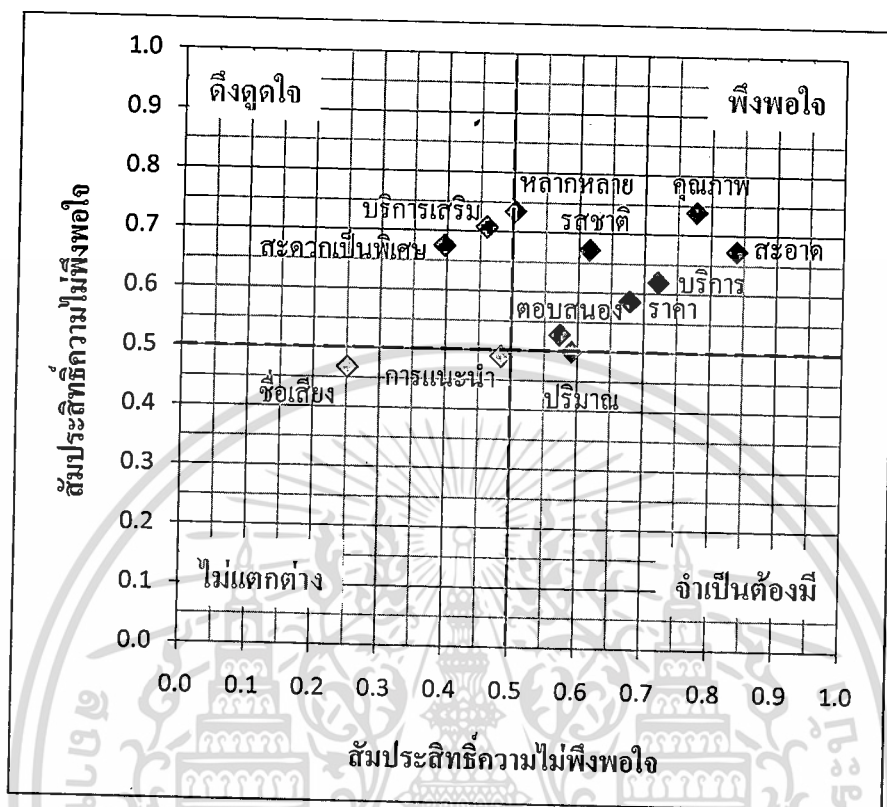 1.0
ดึงดูดใจ
พึงพอใจ
0.9
0.8
หลากหลาย
คุณภาพ
บริการเสริม
0.7
รสชาติ
สะดวกเป็นพิเศษ
สะอาด
0.6
บริการ
ตอบสนอง
ราคา
0.5
การแนะนำ
ชื่อเสียง
ปริมาณ
0.4
0.3
0.2
ไม่แตกต่าง
จำเป็นต้องมี
0.1
0.0
สัมประสิทธิ์ความไม่พึงพอใจ
0.0 0.1 0.2 0.3 0.4 0.5 0.6 0.7 0.8 0.9 1.0
สัมประสิทธิ์ความไม่พึงพอใจ